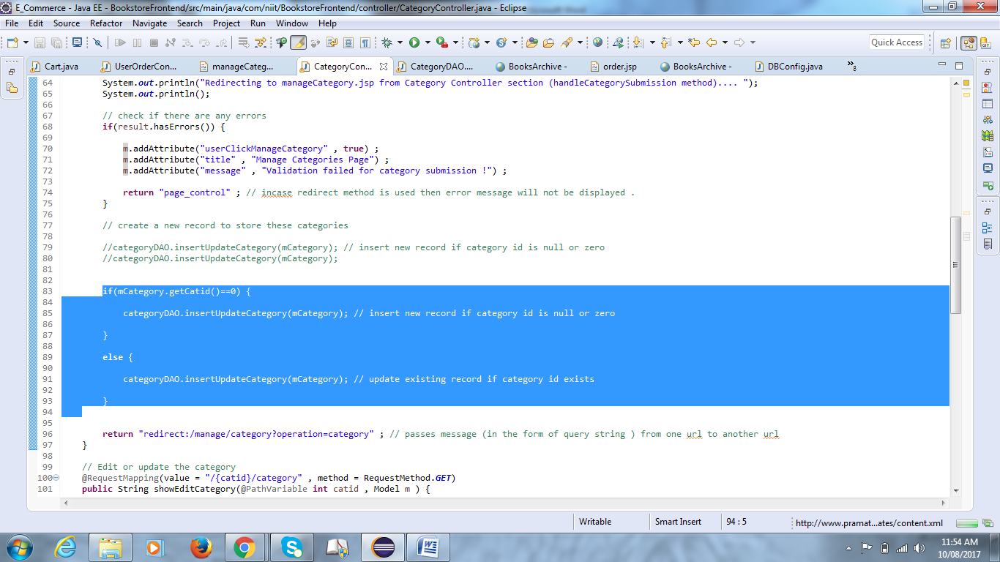 E_Commerce - Java EE - BookstoreFrontend/src/main/java/com/niit/BookstoreFrontend/controller/CategoryController.java - Eclipse
File Edit Source Refactor Navigate Search Project Run Window Help
Quick Access
Cart.java UserOrderCon... manageCateg... CategoryCon... CategoryDAO.... BooksArchive - order.jsp BooksArchive - DBConfig.java »8
64 System.out.println("Redirecting to manageCategory.jsp from Category Controller section (handleCategorySubmission method).... ");
65 System.out.println();
66
67 // check if there are any errors
68 if(result.hasErrors()) {
69
70 m.addAttribute("userClickManageCategory" , true) ;
71 m.addAttribute("title" , "Manage Categories Page") ;
72 m.addAttribute("message" , "Validation failed for category submission !") ;
73
74 return "page_control" ; // incase redirect method is used then error message will not be displayed .
75 }
76
77 // create a new record to store these categories
78
79 //categoryDAO.insertUpdateCategory(mCategory); // insert new record if category id is null or zero
80 //categoryDAO.insertUpdateCategory(mCategory);
81
82
83 if(mCategory.getCatid()==0) {
84
85 categoryDAO.insertUpdateCategory(mCategory); // insert new record if category id is null or zero
86
87 }
88
89 else {
90
91 categoryDAO.insertUpdateCategory(mCategory); // update existing record if category id exists
92
93 }
94
95
96 return "redirect:/manage/category?operation=category" ; // passes message (in the form of query string ) from one url to another url
97 }
98
99 // Edit or update the category
100 @RequestMapping(value = "/{catid}/category" , method = RequestMethod.GET)
101 public String showEditCategory(@PathVariable int catid , Model m ) {
Writable Smart Insert 94 : 5 http://www.pramat...ates/content.xml
11:54 AM
10/08/2017